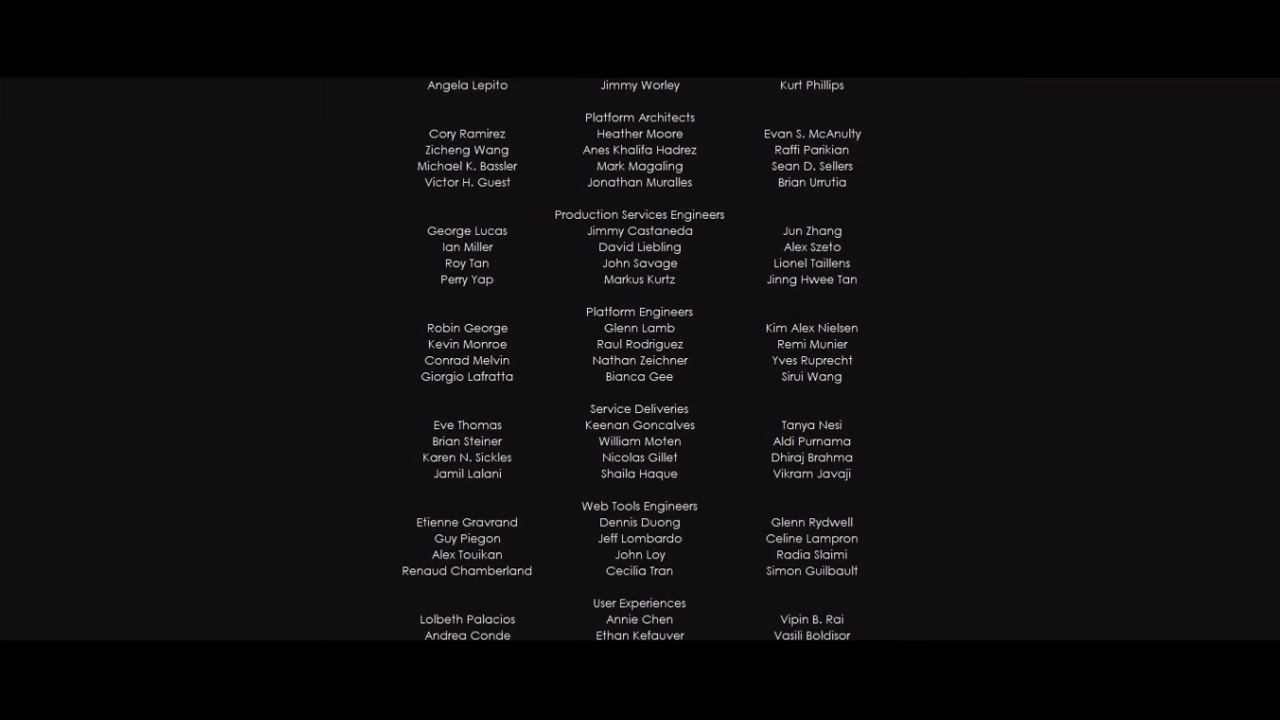 Angela Lepito Jimmy Worley Kurt Phillips
Platform Architects
Cory Ramirez Heather Moore Evan S. McAnulty
Zicheng Wang Anes Khalifa Hadrez Raffi Parikian
Michael K. Bassler Mark Magaling Sean D. Sellers
Victor H. Guest Jonathan Muralles Brian Urrutia
Production Services Engineers
George Lucas Jimmy Castaneda Jun Zhang
Ian Miller David Liebling Alex Szeto
Roy Tan John Savage Lionel Taillens
Perry Yap Markus Kurtz Jinng Hwee Tan
Platform Engineers
Robin George Glenn Lamb Kim Alex Nielsen
Kevin Monroe Raul Rodriguez Remi Munier
Conrad Melvin Nathan Zeichner Yves Ruprecht
Giorgio Lafratta Bianca Gee Sirui Wang
Service Deliveries
Eve Thomas Keenan Goncalves Tanya Nesi
Brian Steiner William Moten Aldi Purnama
Karen N. Sickles Nicolas Gillet Dhiraj Brahma
Jamil Lalani Shaila Haque Vikram Javaji
Web Tools Engineers
Etienne Gravrand Dennis Duong Glenn Rydwell
Guy Piegon Jeff Lombardo Celine Lampron
Alex Touikan John Loy Radia Slaimi
Renaud Chamberland Cecilia Tran Simon Guilbault
User Experiences
Lolbeth Palacios Annie Chen Vipin B. Rai
Andrea Conde Ethan Kefauver Vasili Boldisor